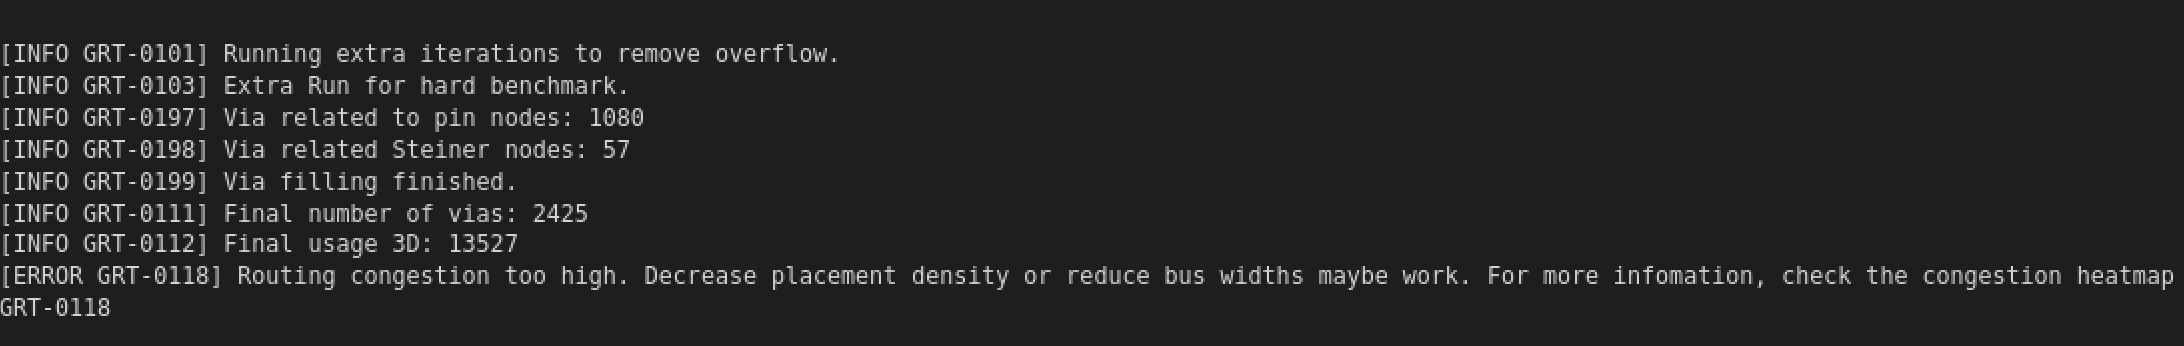 [INFO GRT-0101] Running extra iterations to remove overflow.
[INFO GRT-0103] Extra Run for hard benchmark.
[INFO GRT-0197] Via related to pin nodes: 1080
[INFO GRT-0198] Via related Steiner nodes: 57
[INFO GRT-0199] Via filling finished.
[INFO GRT-0111] Final number of vias: 2425
[INFO GRT-0112] Final usage 3D: 13527
[ERROR GRT-0118] Routing congestion too high. Decrease placement density or reduce bus widths maybe work. For more infomation, check the congestion heatmap
GRT-0118